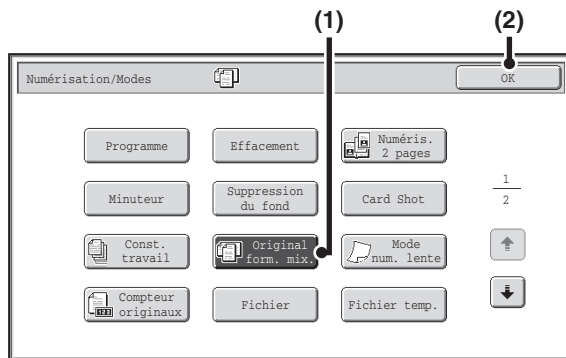 (1) (2)
Numérisation/Modes OK
Programme Effacement Numéris.
2 pages
Minuteur Suppression
du fond Card Shot
1
2
Const.
travail Original
form. mix. Mode
num. lente
Compteur
originaux Fichier Fichier temp.
123